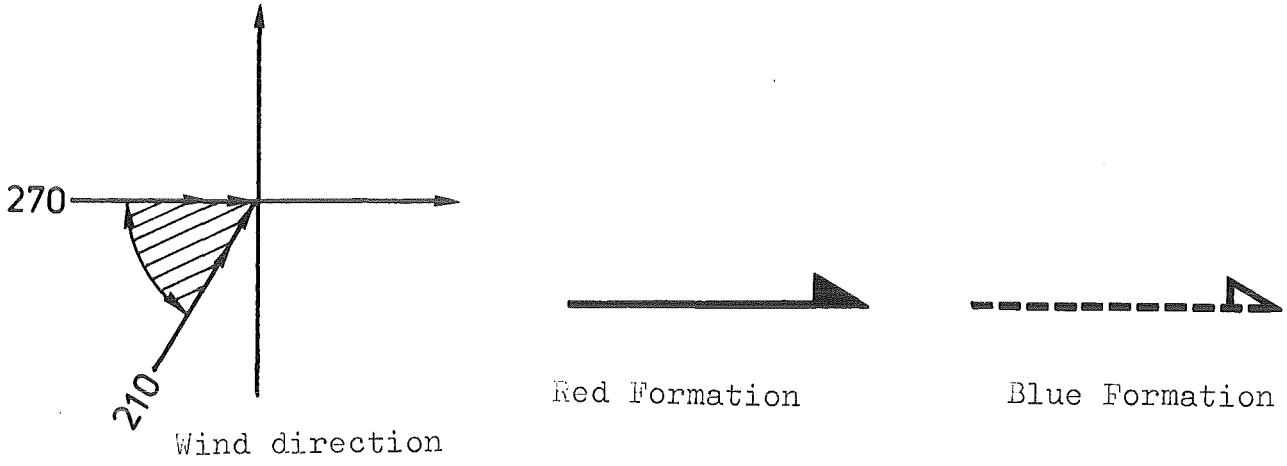 270
210
Wind direction
Red Formation
Blue Formation